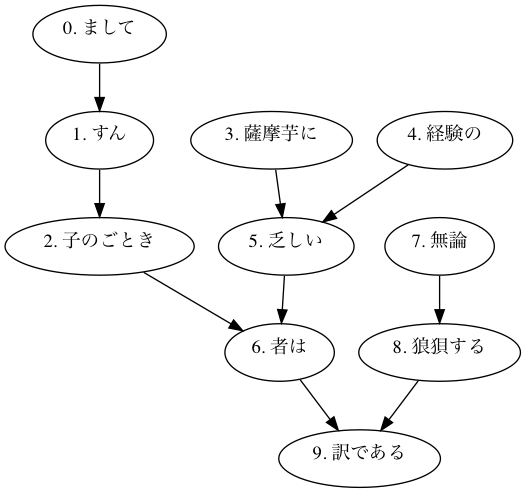 0. まして
1. すん
3. 薩摩芋に
4. 経験の
2. 子のごとき
5. 乏しい
7. 無論
6. 者は
8. 狼狽する
9. 訳である